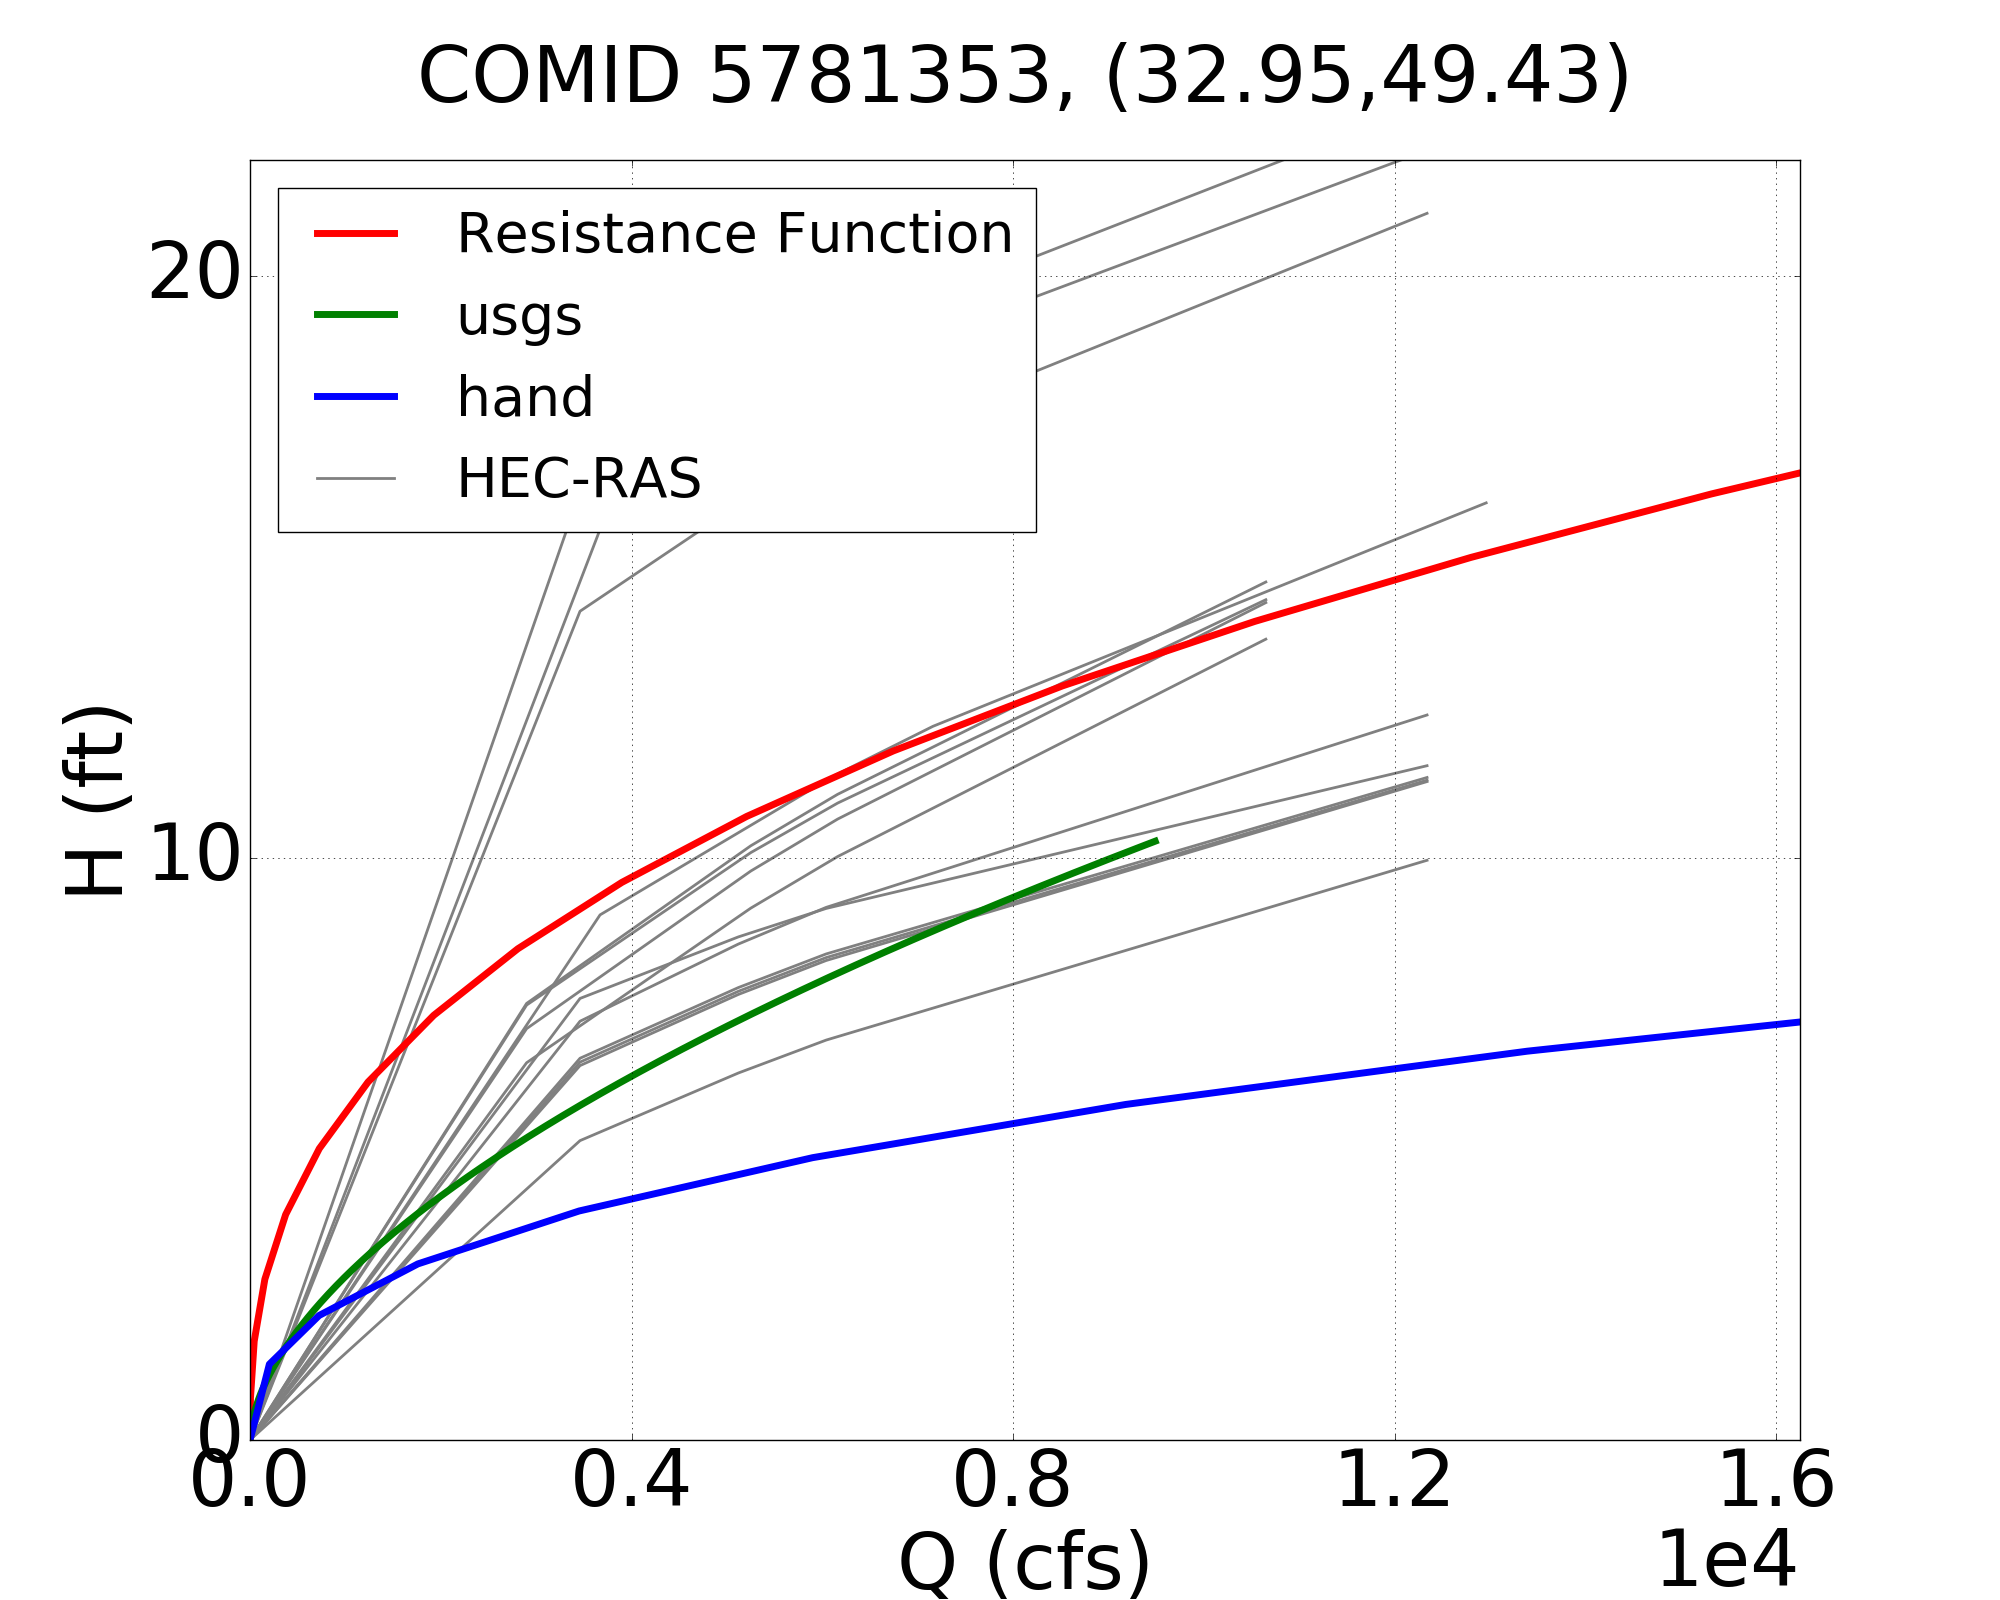 COMID 5781353, (32.95,49.43)
Resistance Function
usgs
hand
HEC-RAS
20
10
0
H (ft)
0.0 0.4 0.8 1.2 1.6
Q (cfs) 1e4